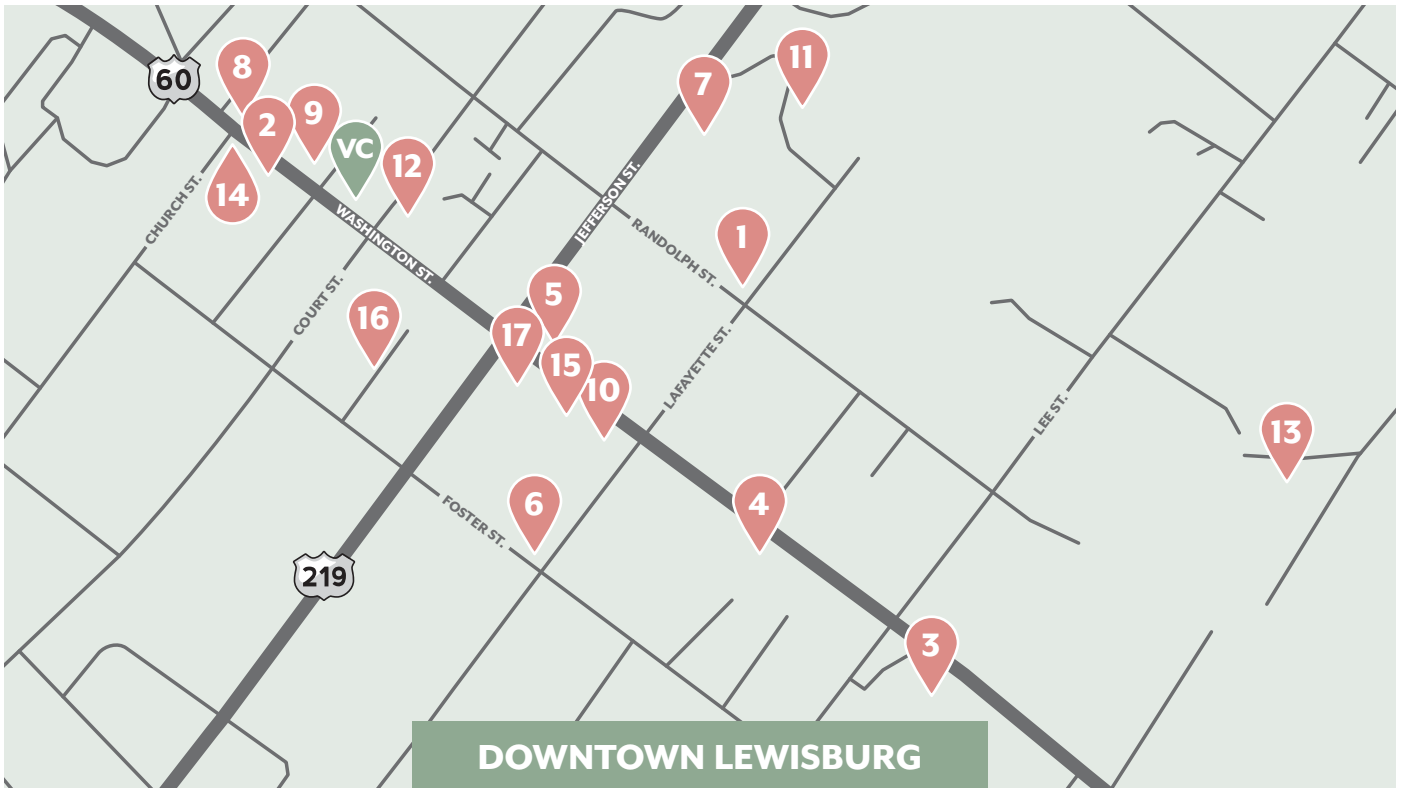 60
8
2
9
VC
12
14
7
11
CHURCH ST.
WASHINGTON ST.
JEFFERSON ST.
RANDOLPH ST.
1
COURT ST.
16
5
17
15
10
LAFAYETTE ST.
LEE ST.
13
FOSTER ST.
6
4
219
3
DOWNTOWN LEWISBURG